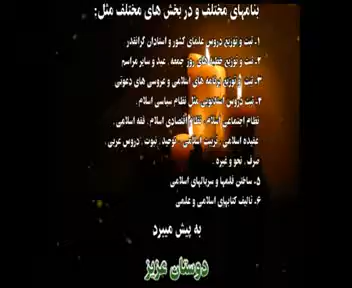 بنامهای مختلف و در بخش های مختلف مثل:
۱- ثبت و توزیع دروس علمای کشور و استادان گرانقدر
۲- ثبت و توزیع خطبه های روز جمعه , عید و سایر مراسم
۳- ثبت و توزیع برنامه های اسلامی و عروسی های دعوتی
۴- ثبت دروس استدیویی مثل نظام سیاسی اسلام ,
نظام اجتماعی اسلام , نظام اقتصادی اسلام , فقه اسلامی ,
عقیده اسلامی , تربیت اسلامی , توحید , نبوت , دروس عربی ,
صرف , نحو و غیره .
۵- ساختن فلمها و سریالهای اسلامی
۶- تالیف کتابهای اسلامی و علمی
به پیش میبرد
دوستان عزیز